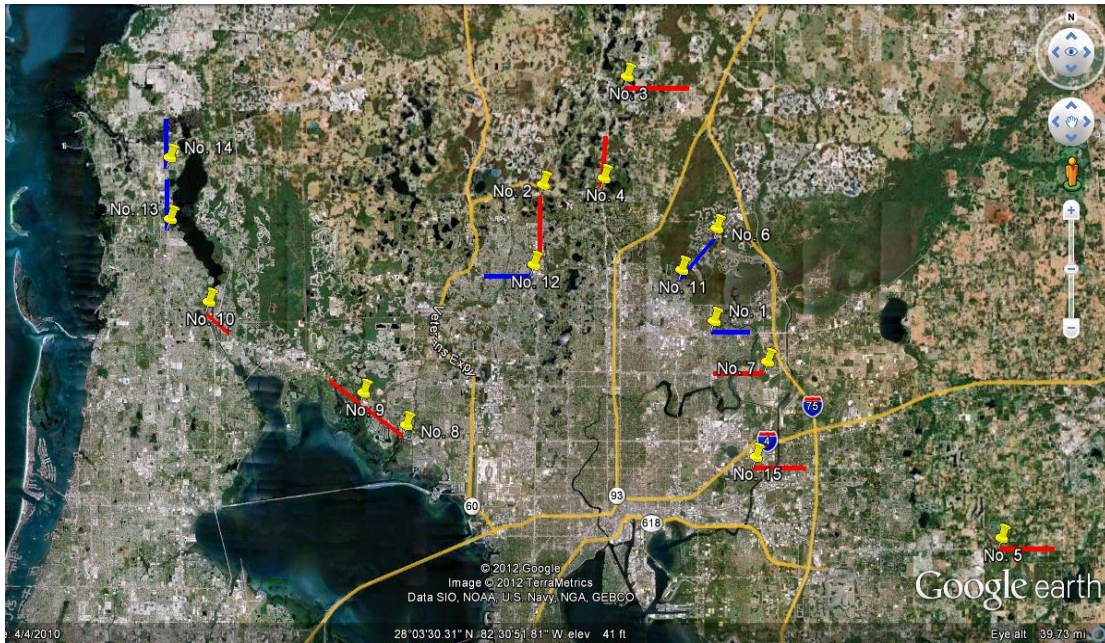 N
No. 3
No. 14
No. 2
No. 4
No. 13
No. 6
No. 12
No. 11
No. 10
No. 1
Veterans Expy
No. 7
No. 9
75
No. 8
4
No. 15
93
60
618
No. 5
© 2012 Google
Image © 2012 TerraMetrics
Data SIO, NOAA, U.S. Navy, NGA, GEBCO
Google earth
4/4/2010
28°03'30.31" N 82°30'51.81" W elev 41 ft
Eye alt 39.73 mi